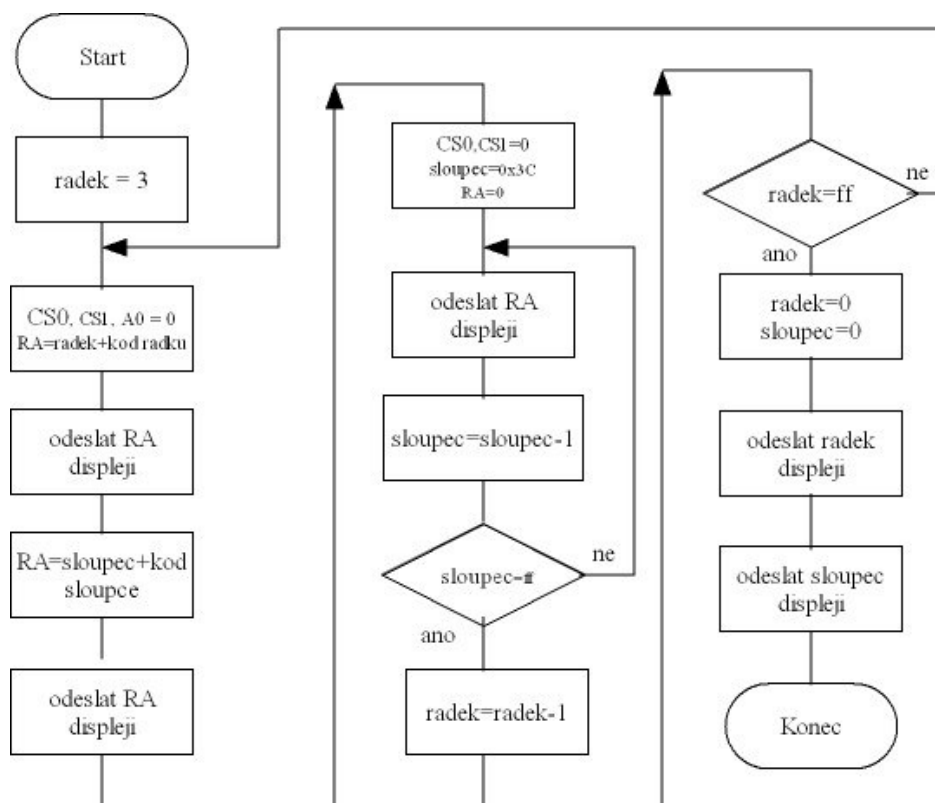 Start
radek = 3
CS0, CS1, A0 = 0
RA=radek+kod radku
odeslat RA
displeji
RA=sloupec+kod
sloupce
odeslat RA
displeji
CS0,CS1=0
sloupec=0x3C
RA=0
odeslat RA
displeji
sloupec=sloupec-1
sloupec=ff
ne
ano
radek=radek-1
radek=ff
ne
ano
radek=0
sloupec=0
odeslat radek
displeji
odeslat sloupec
displeji
Konec